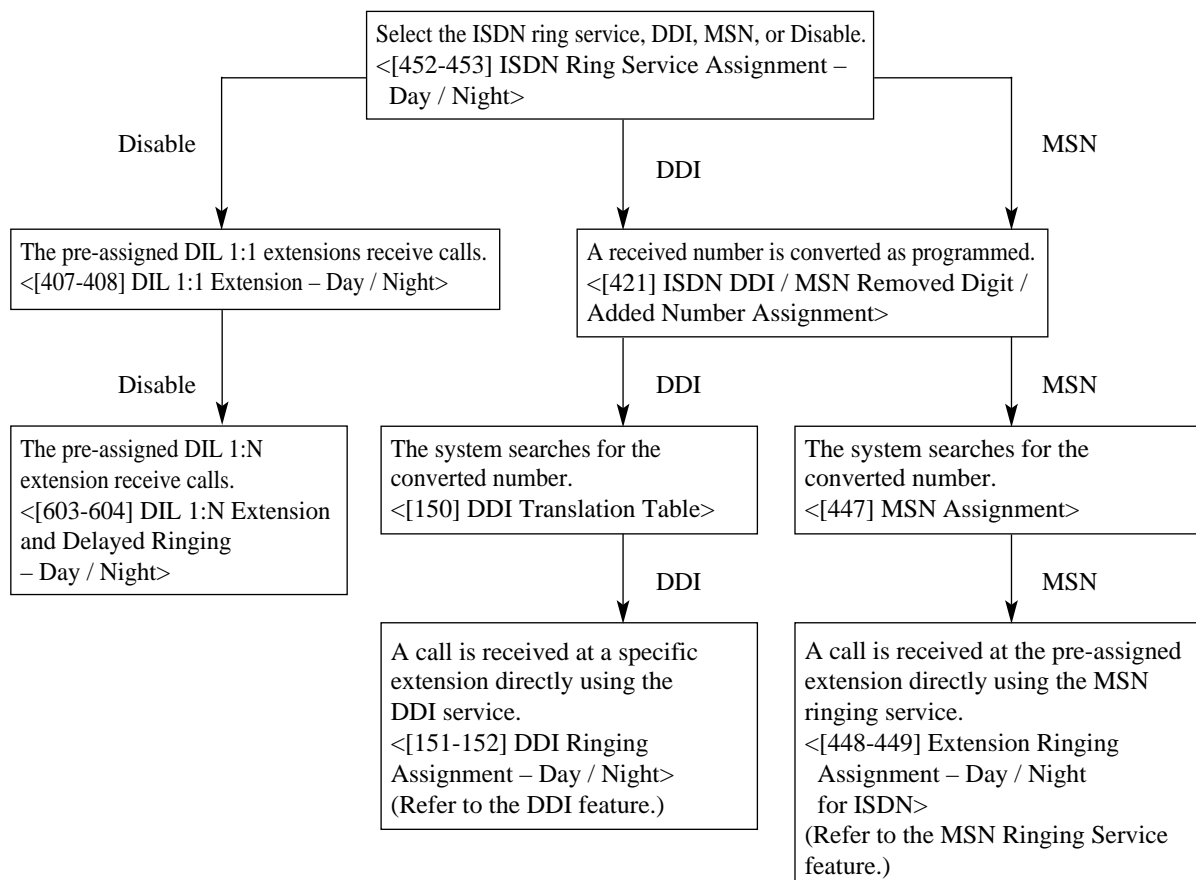 Select the ISDN ring service, DDI, MSN, or Disable.
<[452-453] ISDN Ring Service Assignment –
Day / Night>
Disable
DDI
MSN
The pre-assigned DIL 1:1 extensions receive calls.
<[407-408] DIL 1:1 Extension – Day / Night>
A received number is converted as programmed.
<[421] ISDN DDI / MSN Removed Digit /
Added Number Assignment>
Disable
DDI
MSN
The pre-assigned DIL 1:N
extension receive calls.
<[603-604] DIL 1:N Extension
and Delayed Ringing
– Day / Night>
The system searches for the
converted number.
<[150] DDI Translation Table>
The system searches for the
converted number.
<[447] MSN Assignment>
DDI
MSN
A call is received at a specific
extension directly using the
DDI service.
<[151-152] DDI Ringing
Assignment – Day / Night>
(Refer to the DDI feature.)
A call is received at the pre-assigned
extension directly using the MSN
ringing service.
<[448-449] Extension Ringing
Assignment – Day / Night
for ISDN>
(Refer to the MSN Ringing Service
feature.)